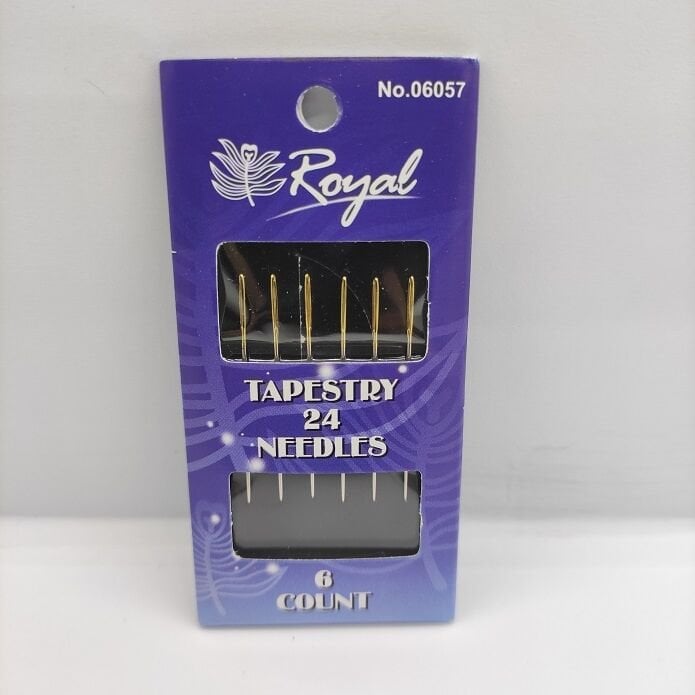 No.06057
Royal
TAPESTRY
24
NEEDLES
6
COUNT